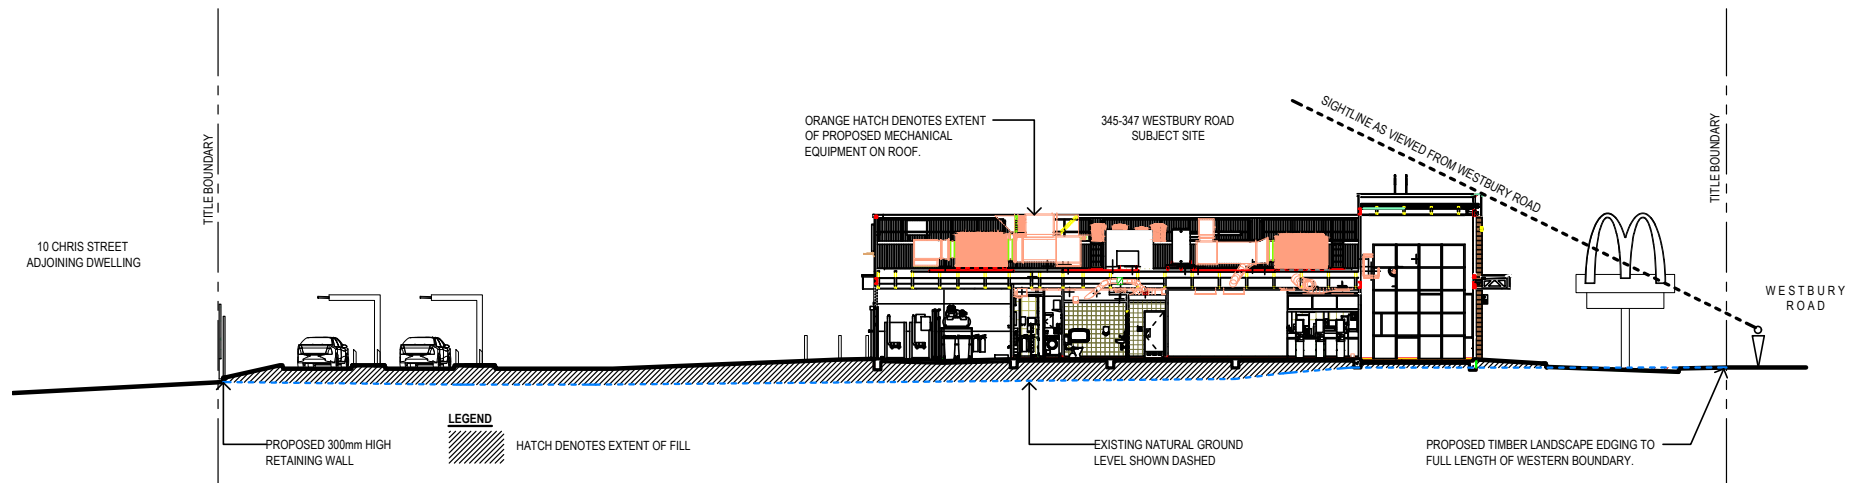 ORANGE HATCH DENOTES EXTENT
OF PROPOSED MECHANICAL
EQUIPMENT ON ROOF.
345-347 WESTBURY ROAD
SUBJECT SITE
SIGHTLINE AS VIEWED FROM WESTBURY ROAD
TITLE BOUNDARY
TITLE BOUNDARY
10 CHRIS STREET
ADJOINING DWELLING
WESTBURY
ROAD
LEGEND
HATCH DENOTES EXTENT OF FILL
PROPOSED 300mm HIGH
RETAINING WALL
EXISTING NATURAL GROUND
LEVEL SHOWN DASHED
PROPOSED TIMBER LANDSCAPE EDGING TO
FULL LENGTH OF WESTERN BOUNDARY.